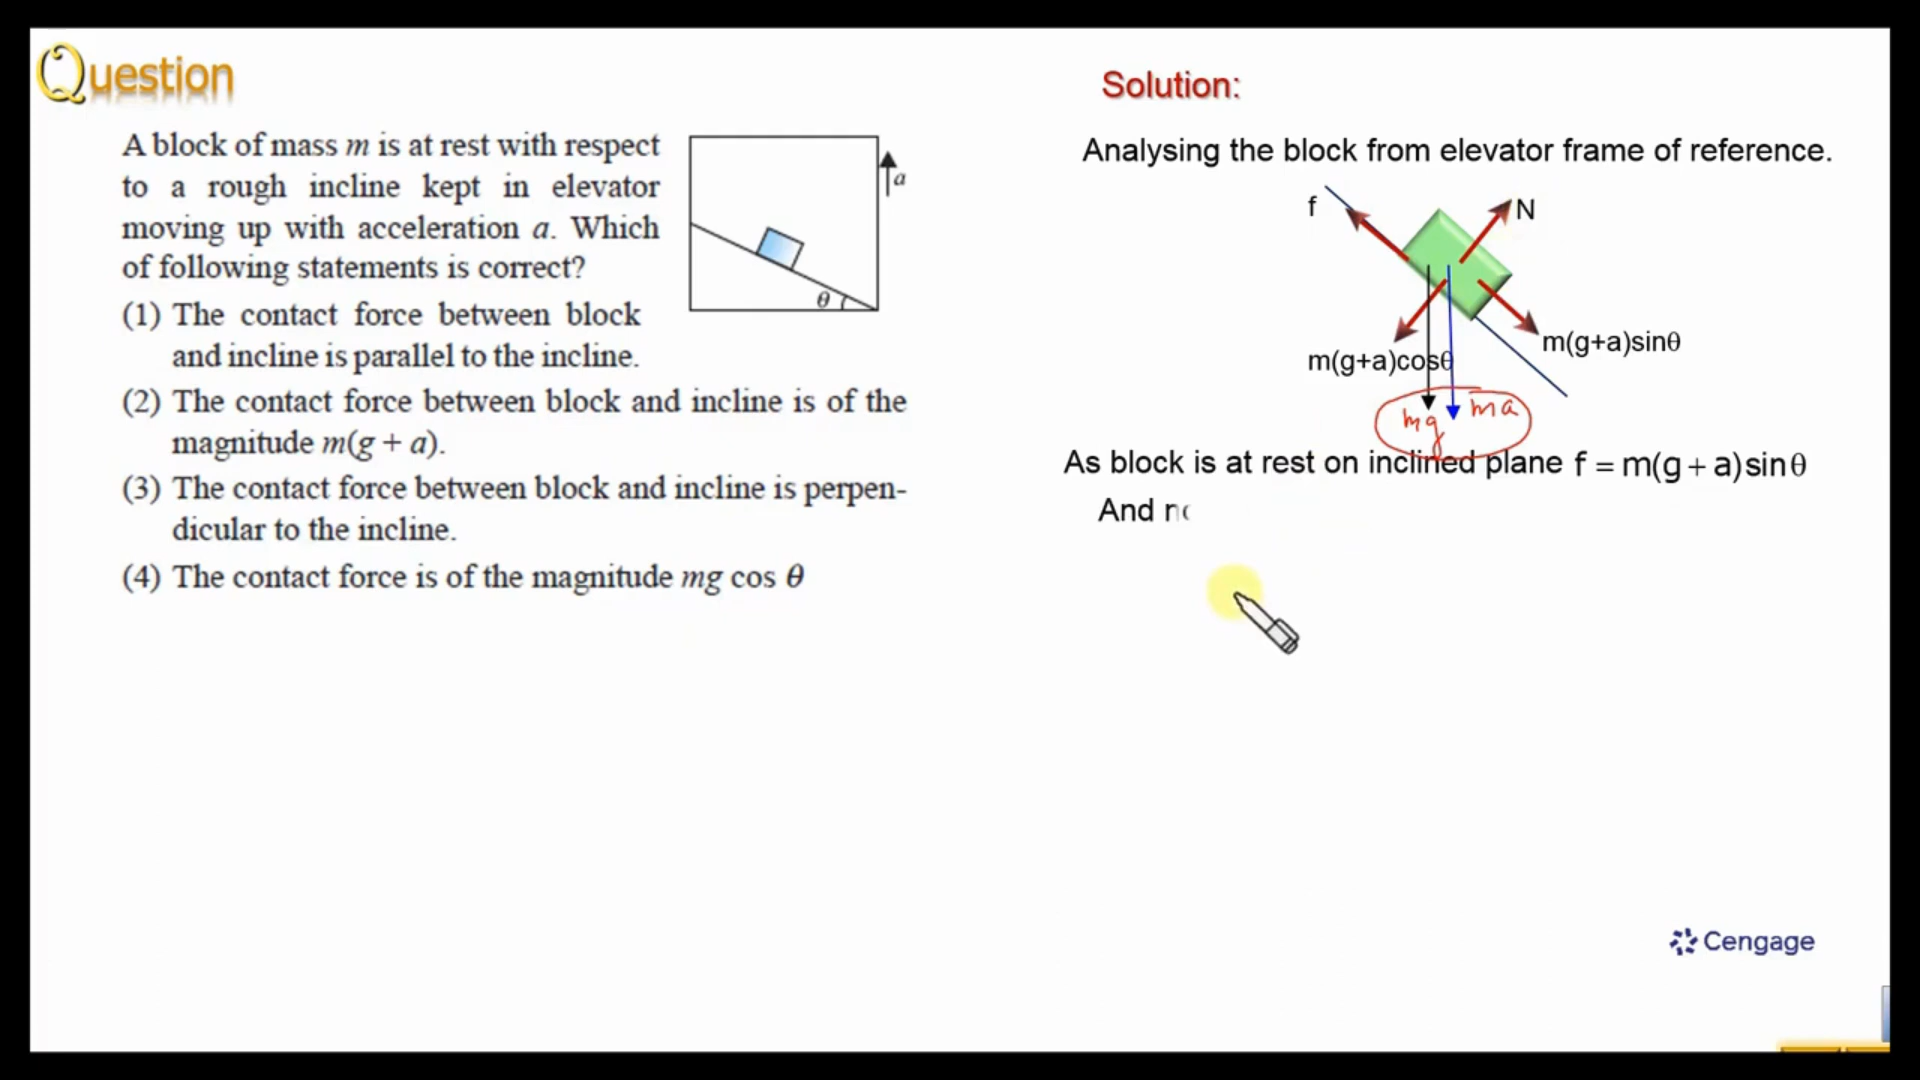 Question
A block of mass m is at rest with respect
to a rough incline kept in elevator
moving up with acceleration a. Which
of following statements is correct?
(1) The contact force between block
and incline is parallel to the incline.
(2) The contact force between block and incline is of the
magnitude m(g + a).
(3) The contact force between block and incline is perpen-
dicular to the incline.
(4) The contact force is of the magnitude mg cos θ
a
θ
Solution:
Analysing the block from elevator frame of reference.
f
N
m(g+a)sinθ
m(g+a)cosθ
mg
ma
As block is at rest on inclined plane f = m(g + a)sinθ
And
Cengage